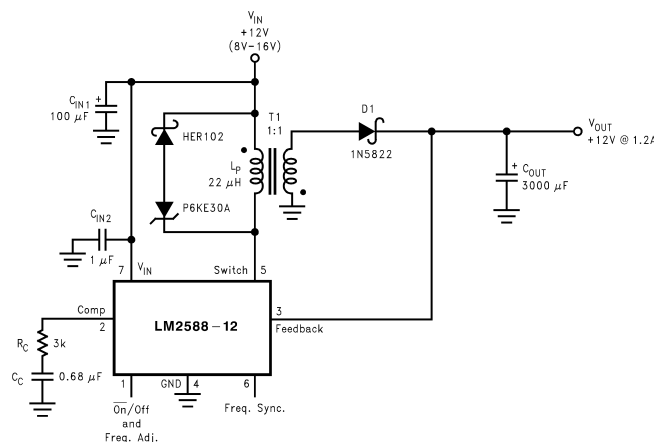 V_IN
+12V
(8V-16V)
C_IN1 +
100 μF
HER102
T1
1:1
D1
1N5822
V_OUT
+12V @ 1.2A
L_P
22 μH
+ C_OUT
3000 μF
P6KE30A
C_IN2
1 μF
7 V_IN
Switch 5
Comp
2
LM2588-12
3
Feedback
R_C 3k
C_C 0.68 μF
1 GND 4 6
On/Off
and
Freq. Adj.
Freq. Sync.